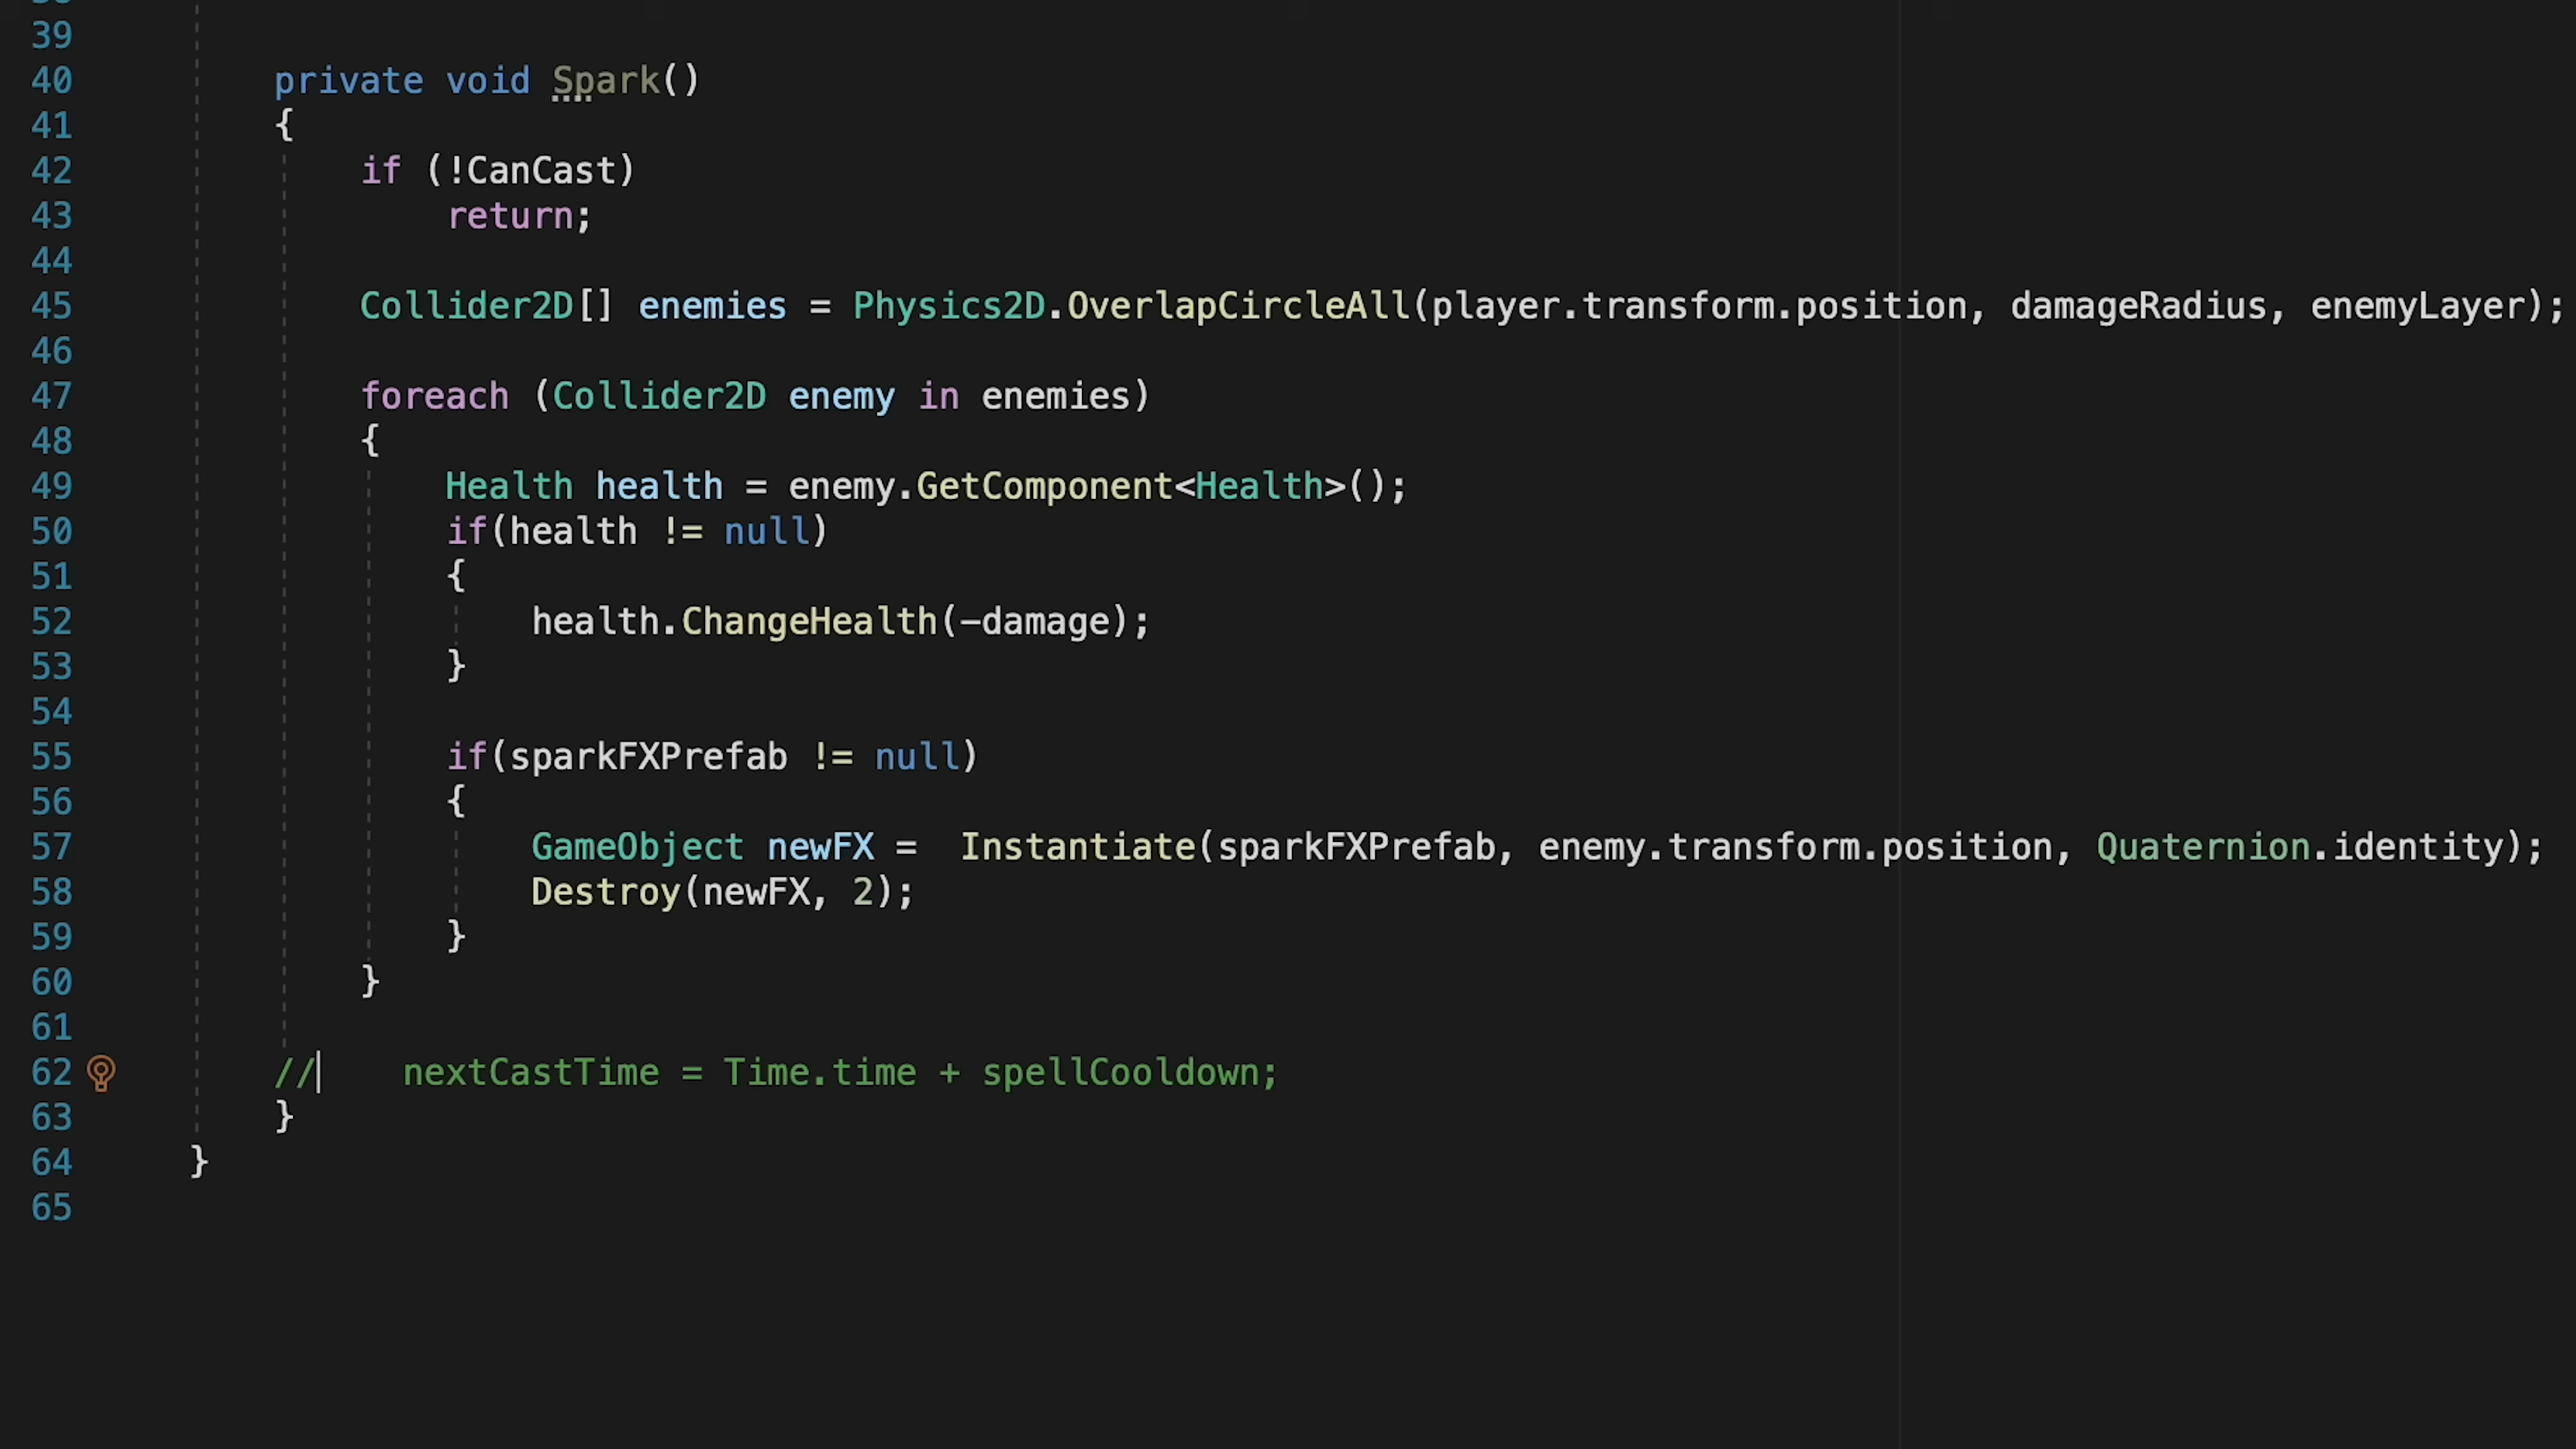 39
40 private void Spark()
41 {
42 if (!CanCast)
43 return;
44
45 Collider2D[] enemies = Physics2D.OverlapCircleAll(player.transform.position, damageRadius, enemyLayer);
46
47 foreach (Collider2D enemy in enemies)
48 {
49 Health health = enemy.GetComponent<Health>();
50 if(health != null)
51 {
52 health.ChangeHealth(-damage);
53 }
54
55 if(sparkFXPrefab != null)
56 {
57 GameObject newFX =  Instantiate(sparkFXPrefab, enemy.transform.position, Quaternion.identity);
58 Destroy(newFX, 2);
59 }
60 }
61
62 //    nextCastTime = Time.time + spellCooldown;
63 }
64 }
65